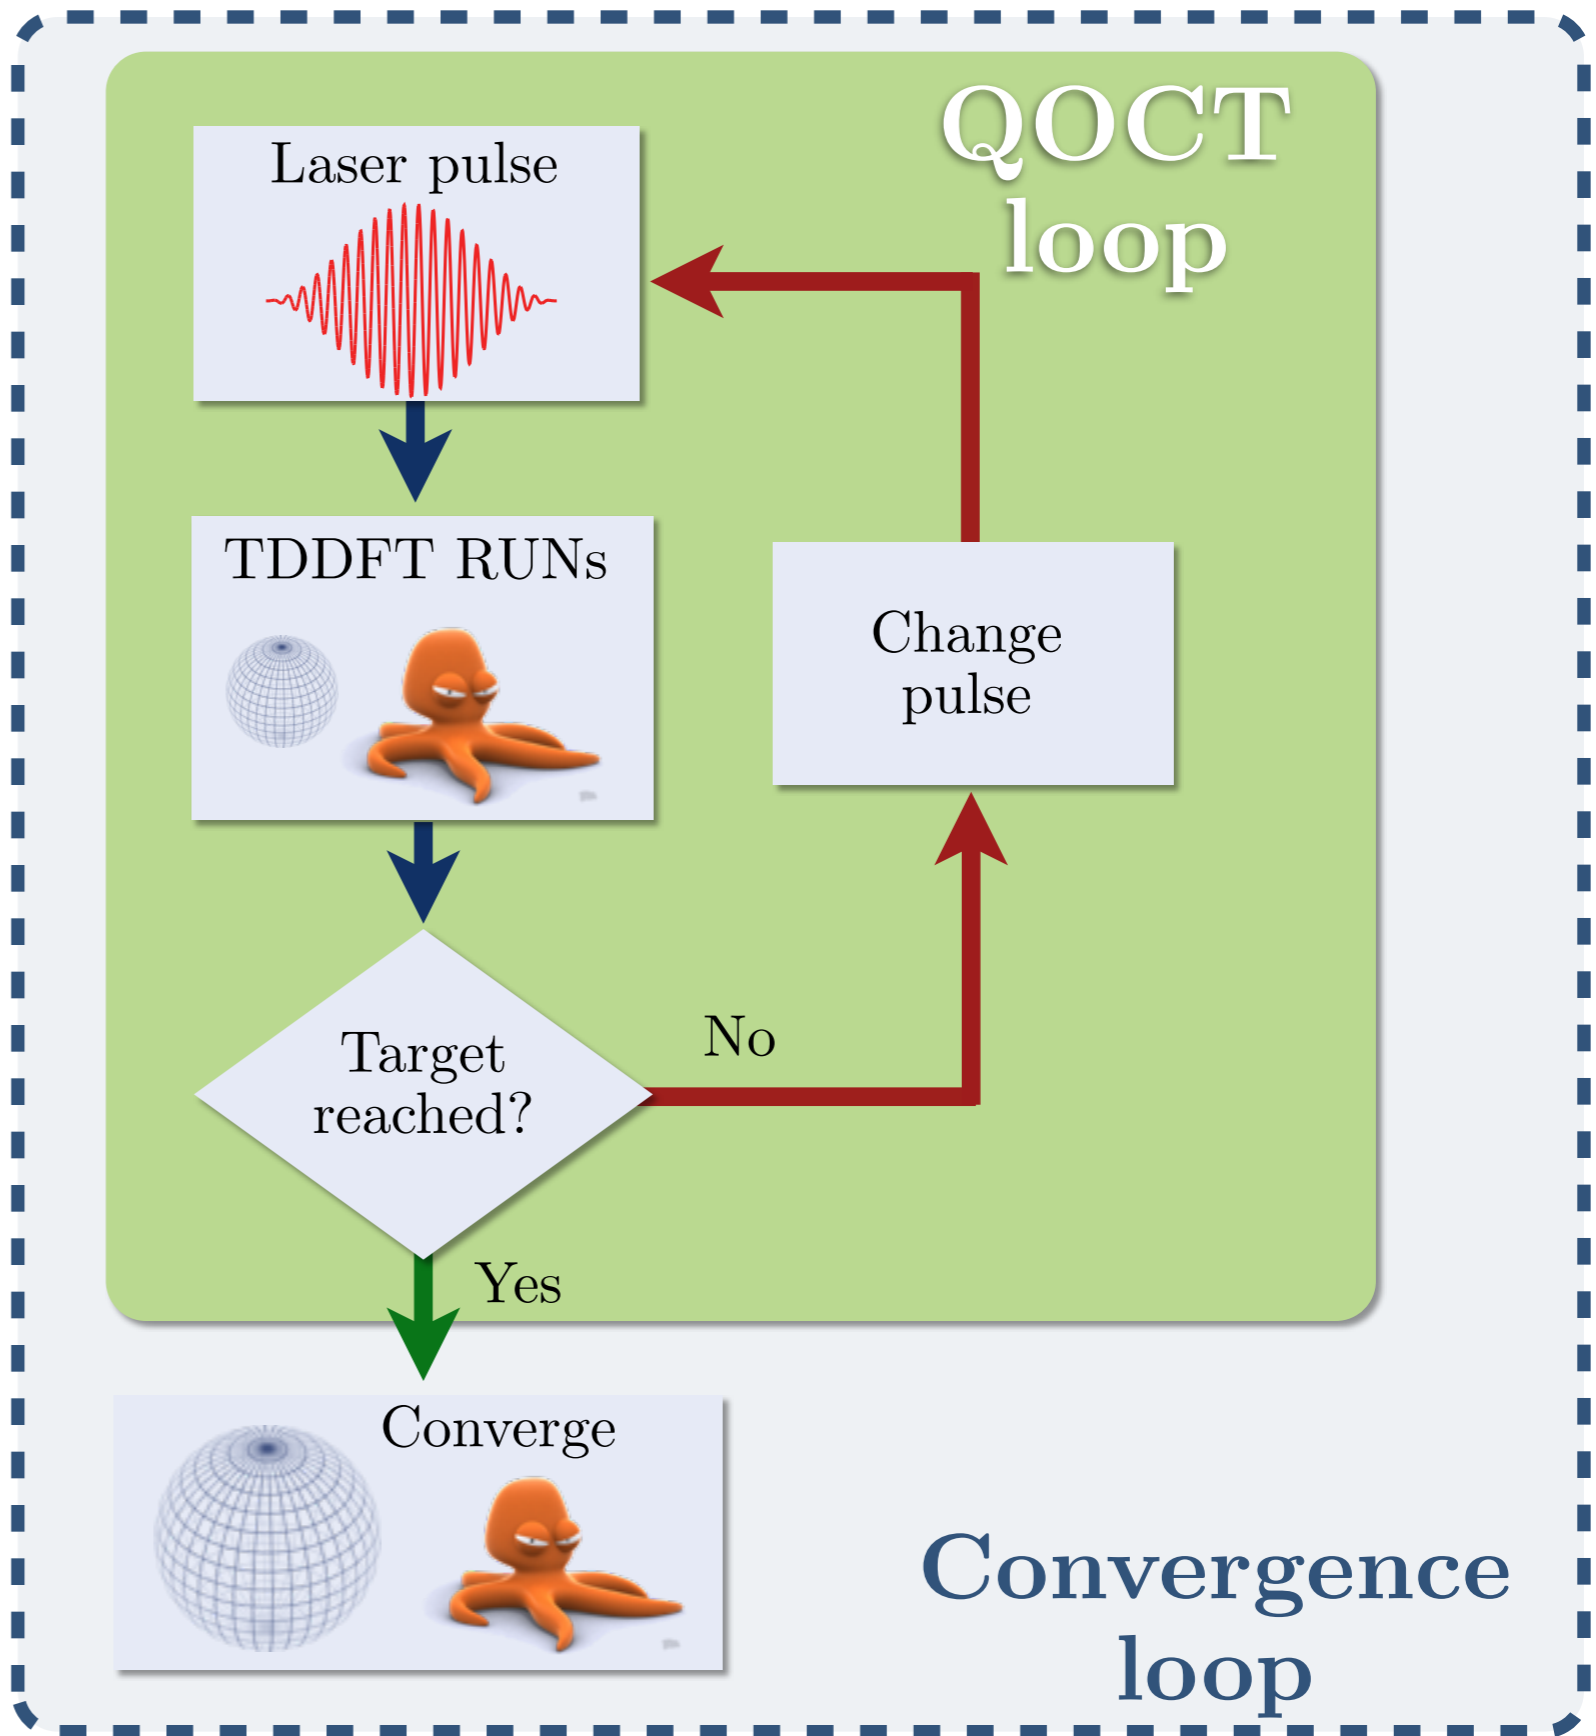 QOCT
loop
Laser pulse
TDDFT RUNs
Change
pulse
No
Target
reached?
Yes
Converge
Convergence
loop